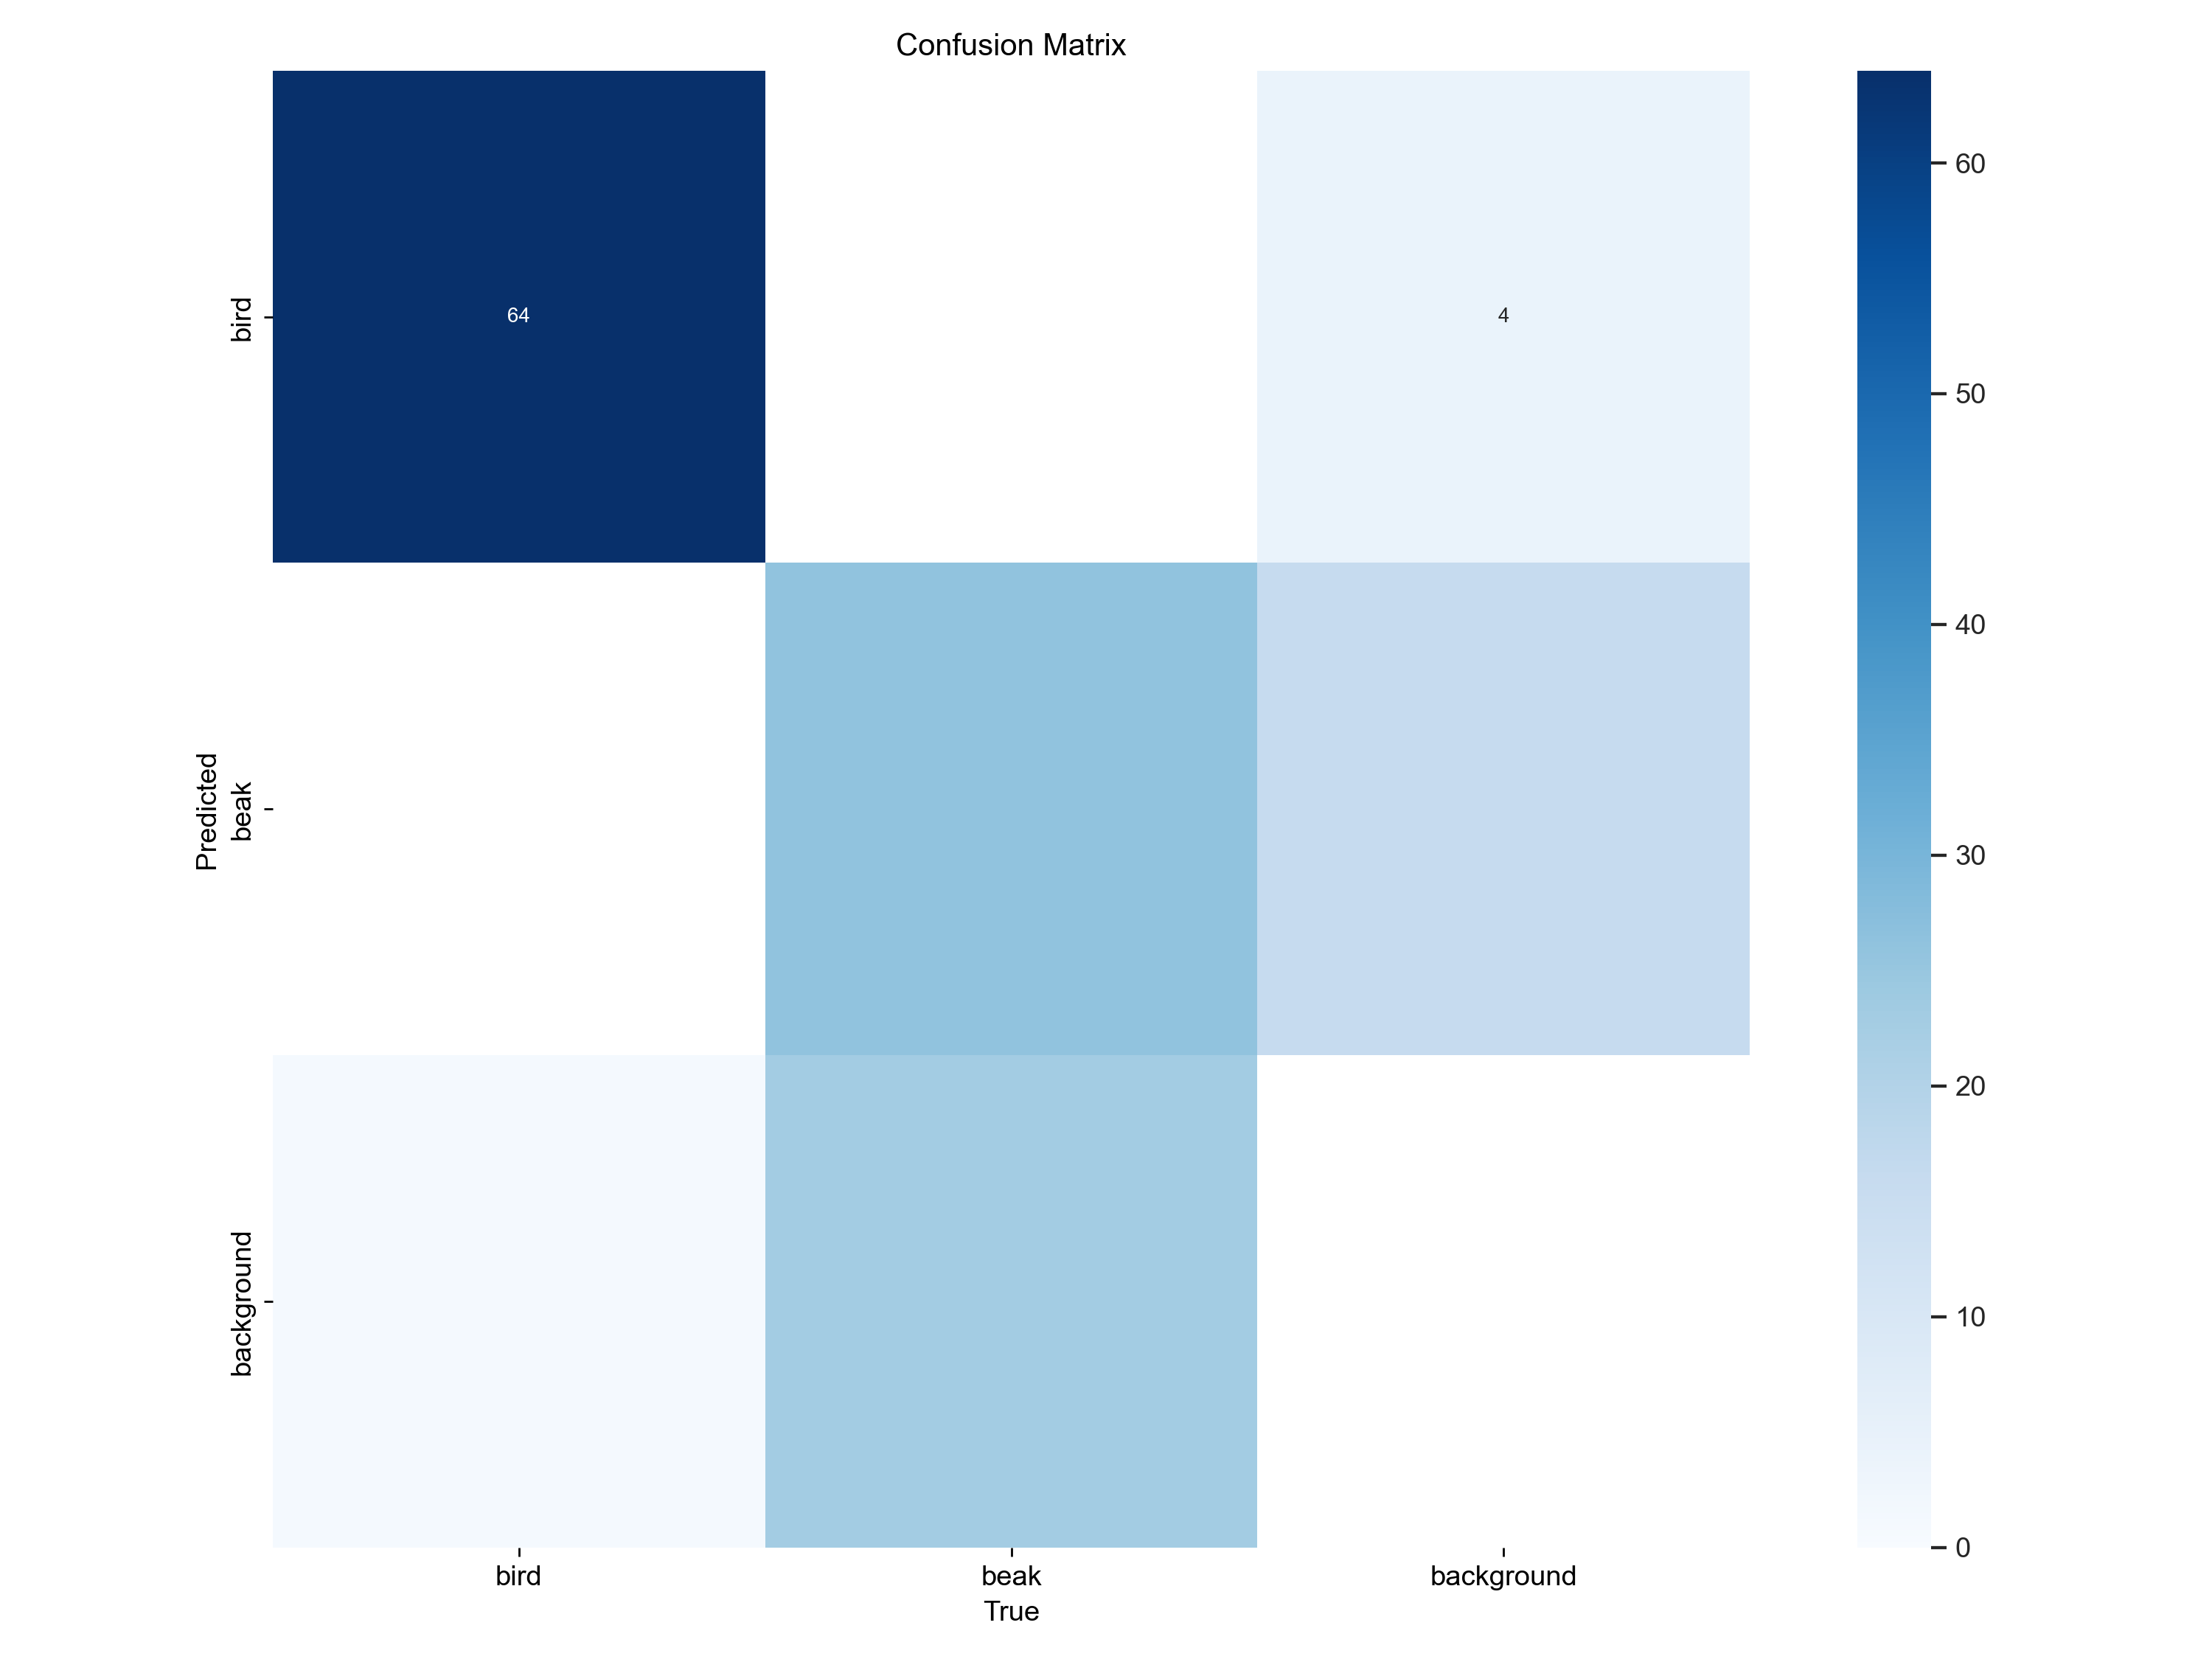 Confusion Matrix
64
4
bird
beak
background
Predicted
bird
beak
background
True
60
50
40
30
20
10
0